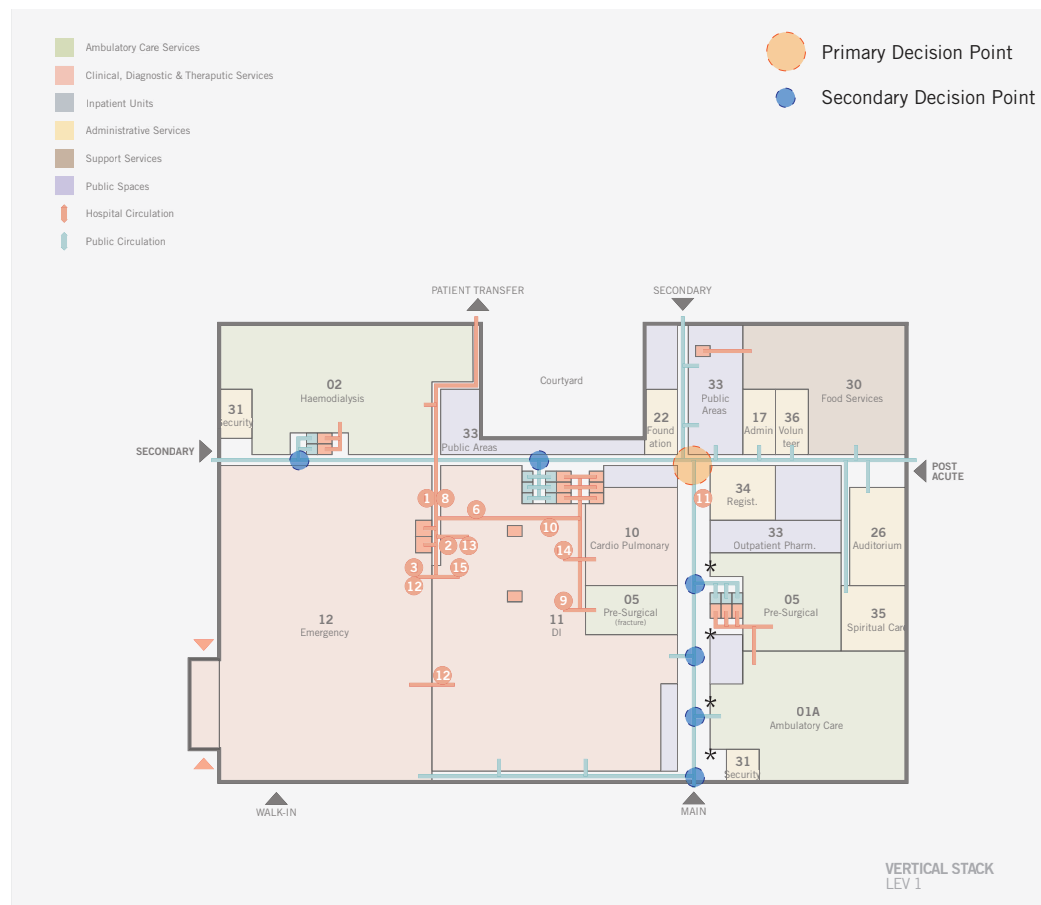 Ambulatory Care Services
Clinical, Diagnostic & Theraputic Services
Inpatient Units
Administrative Services
Support Services
Public Spaces
Hospital Circulation
Public Circulation
Primary Decision Point
Secondary Decision Point
PATIENT TRANSFER
SECONDARY
02
Haemodialysis
31
Security
Courtyard
33
Public Areas
22
Found
ation
33
Public
Areas
17
Admin
36
Volun
teer
30
Food Services
SECONDARY
POST
ACUTE
1
8
6
10
11
2
13
14
3
15
12
9
12
34
Regist.
10
Cardio Pulmonary
33
Outpatient Pharm.
26
Auditorium
*
05
Pre-Surgical
(fracture)
05
Pre-Surgical
35
Spiritual Care
12
Emergency
11
DI
*
*
01A
Ambulatory Care
*
31
Security
WALK-IN
MAIN
VERTICAL STACK
LEV 1